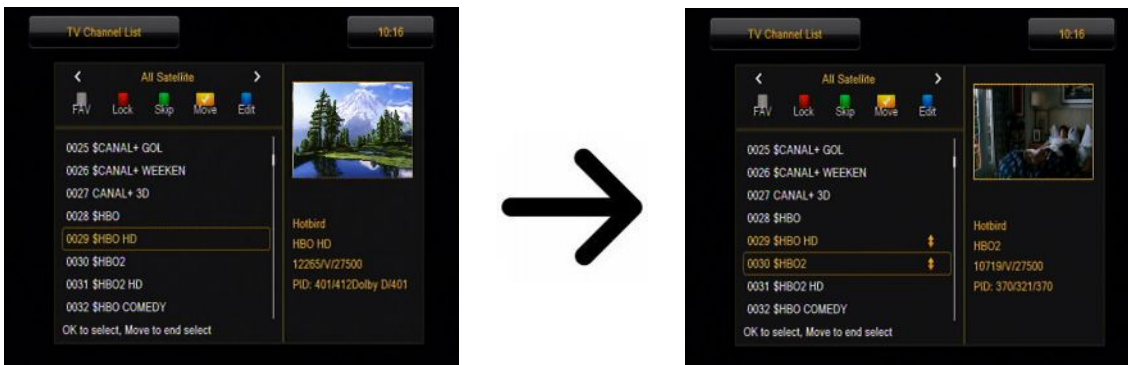 TV Channel List
10:16
All Satellite
FAV Lock Skip Move Edit
0025 $CANAL+ GOL
0026 $CANAL+ WEEKEN
0027 CANAL+ 3D
0028 $HBO
0029 $HBO HD
0030 $HBO2
0031 $HBO2 HD
0032 $HBO COMEDY
OK to select, Move to end select
Hotbird
HBO HD
12265/V/27500
PID: 401/412Dolby D/401
TV Channel List
10:16
All Satellite
FAV Lock Skip Move Edit
0025 $CANAL+ GOL
0026 $CANAL+ WEEKEN
0027 CANAL+ 3D
0028 $HBO
0029 $HBO HD
0030 $HBO2
0031 $HBO2 HD
0032 $HBO COMEDY
OK to select, Move to end select
Hotbird
HBO2
10719/V/27500
PID: 370/321/370